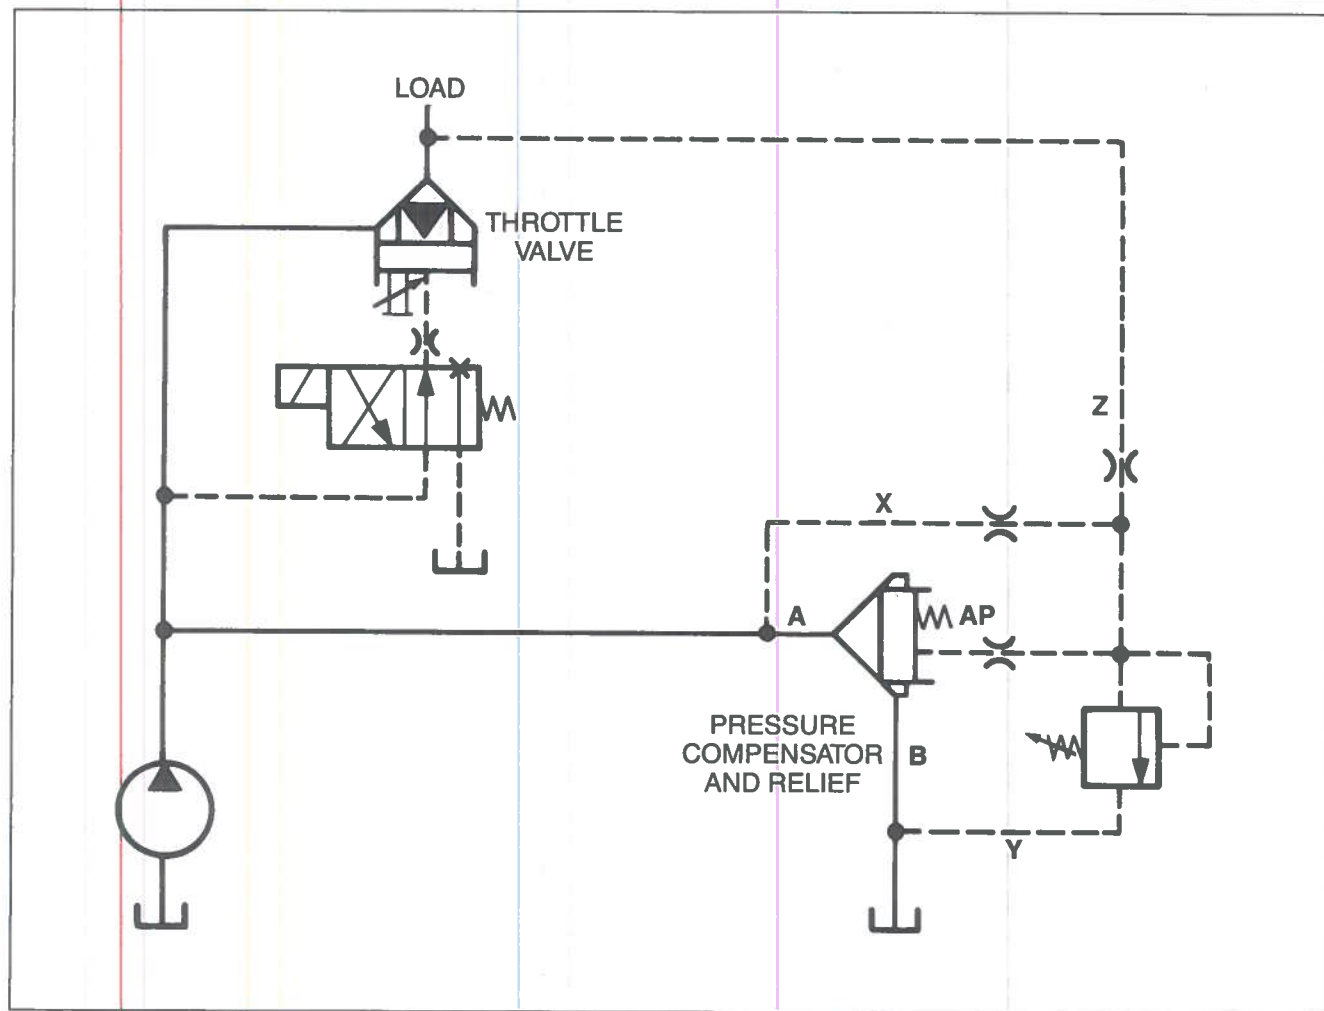 LOAD
THROTTLE
VALVE
Z
X
A
AP
PRESSURE
COMPENSATOR
AND RELIEF
B
Y